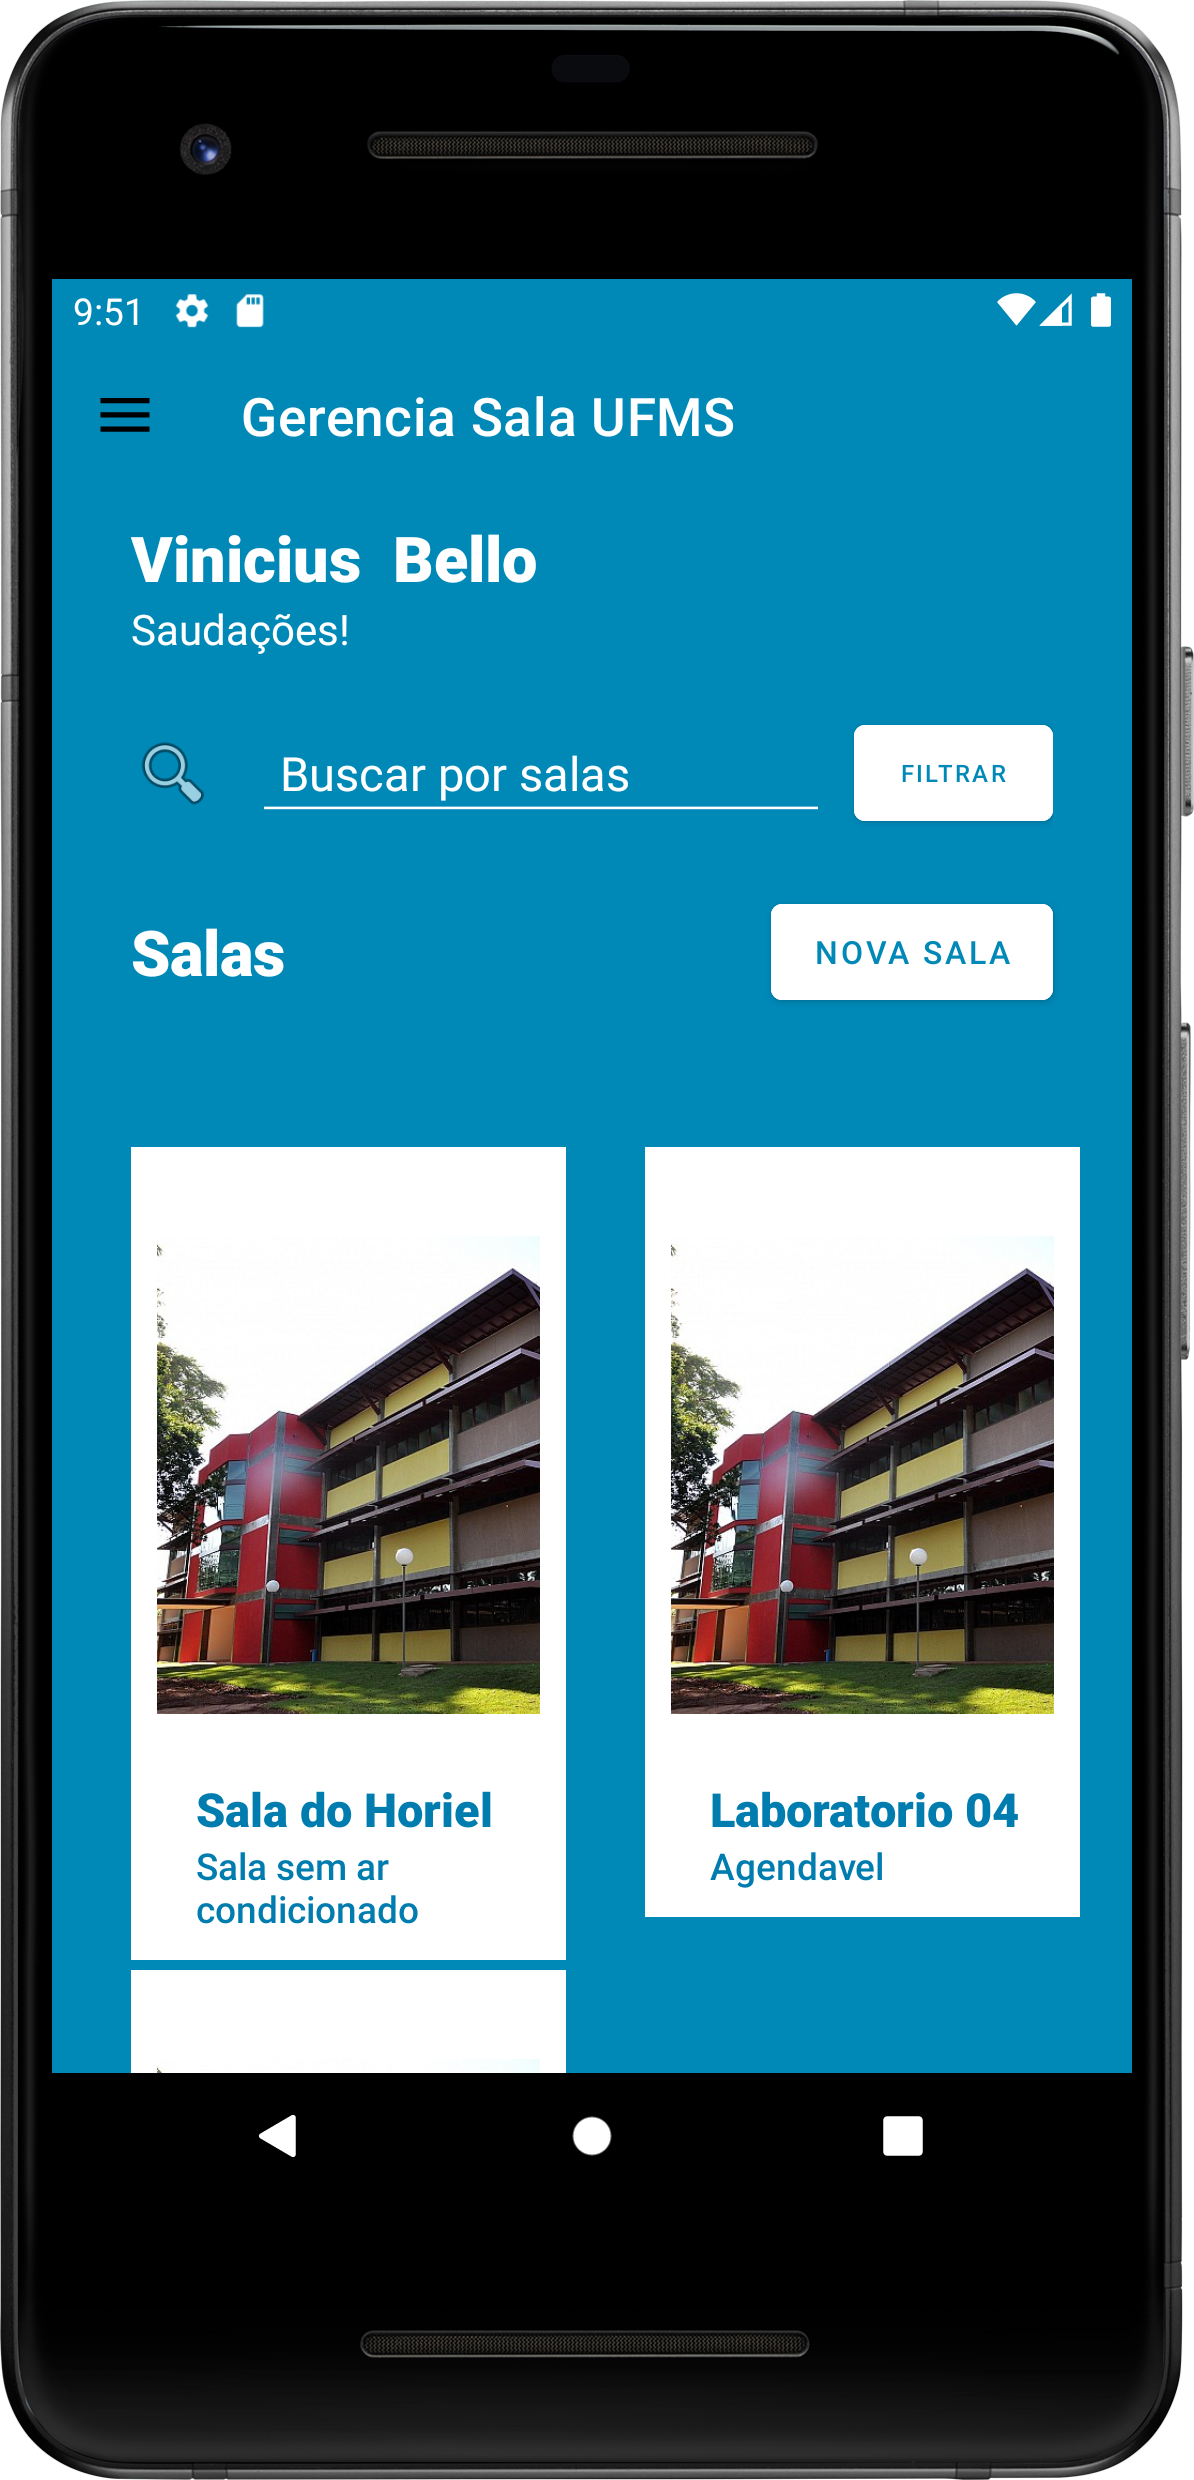 9:51
Gerencia Sala UFMS
Vinicius  Bello
Saudações!
Buscar por salas
FILTRAR
Salas
NOVA SALA
Sala do Horiel
Sala sem ar
condicionado
Laboratorio 04
Agendavel